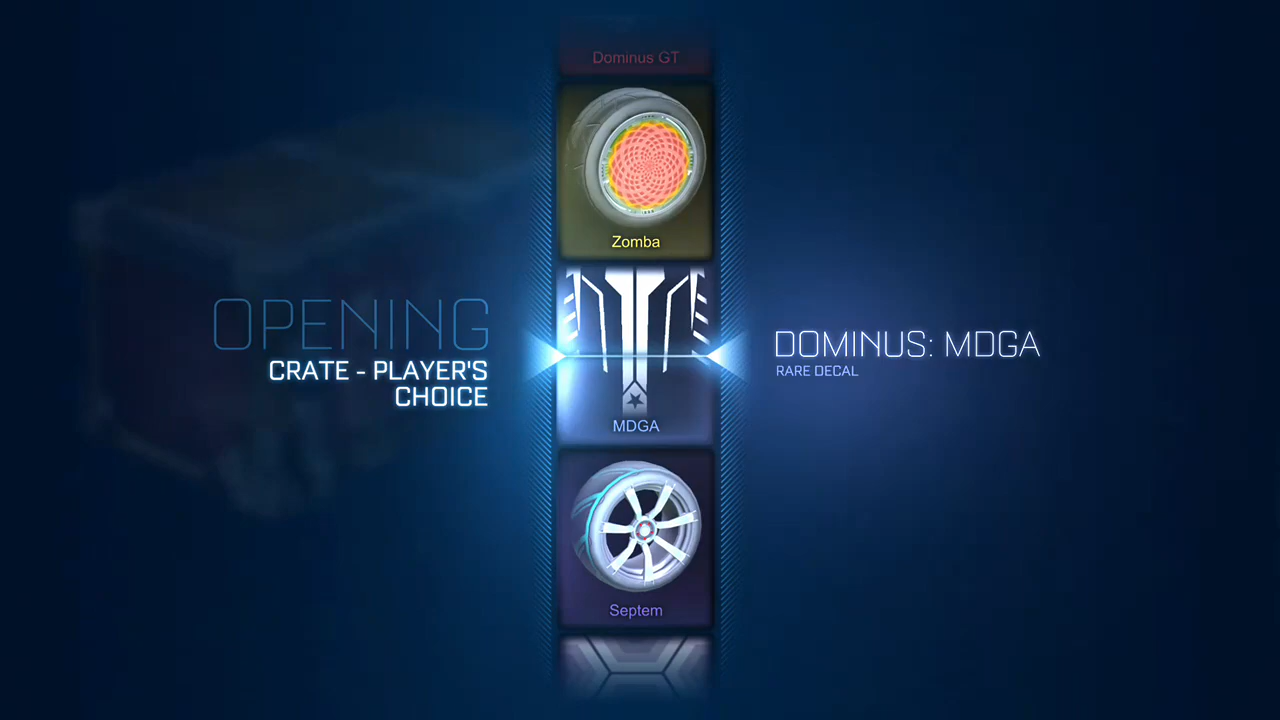 Dominus GT
Zomba
OPENING
CRATE - PLAYER'S
CHOICE
MDGA
DOMINUS: MDGA
RARE DECAL
Septem